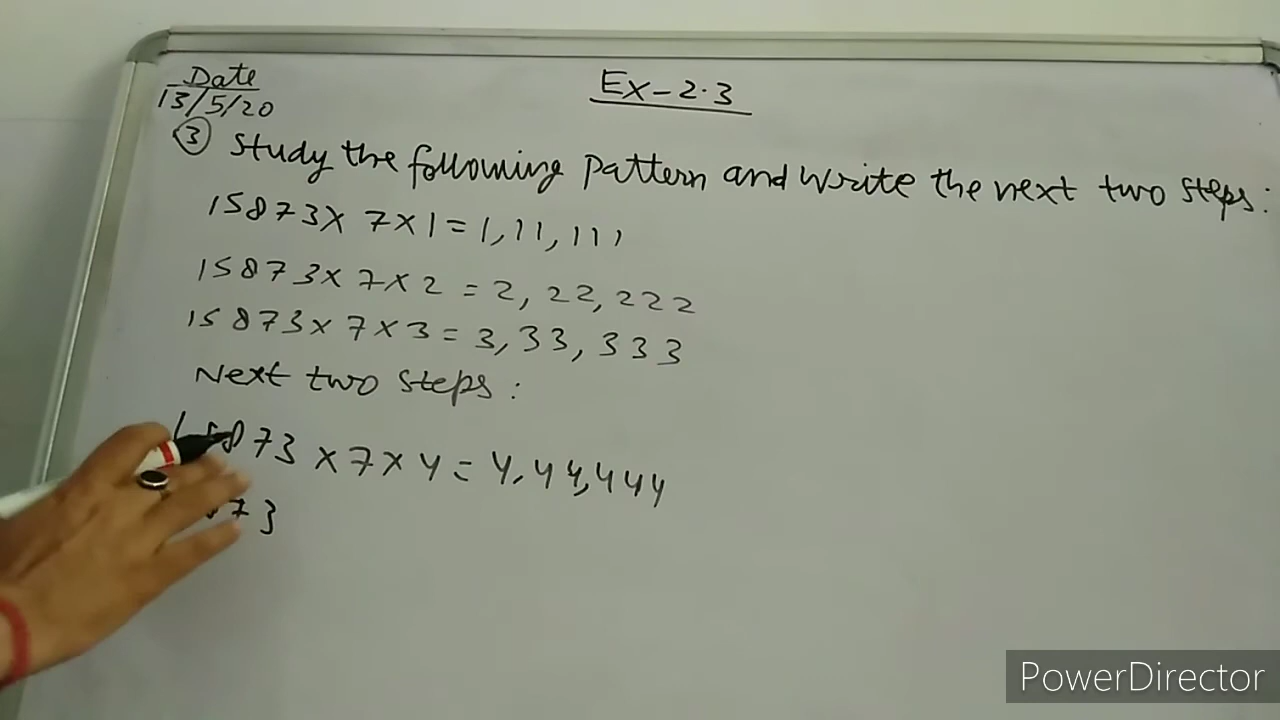 Date
13/5/20
Ex-2.3
③ Study the following pattern and write the next two steps:
15873 × 7 × 1 = 1,11,111
15873 × 7 × 2 = 2,22,222
15873 × 7 × 3 = 3,33,333
Next two steps:
15873 × 7 × 4 = 4,44,444
873
PowerDirector